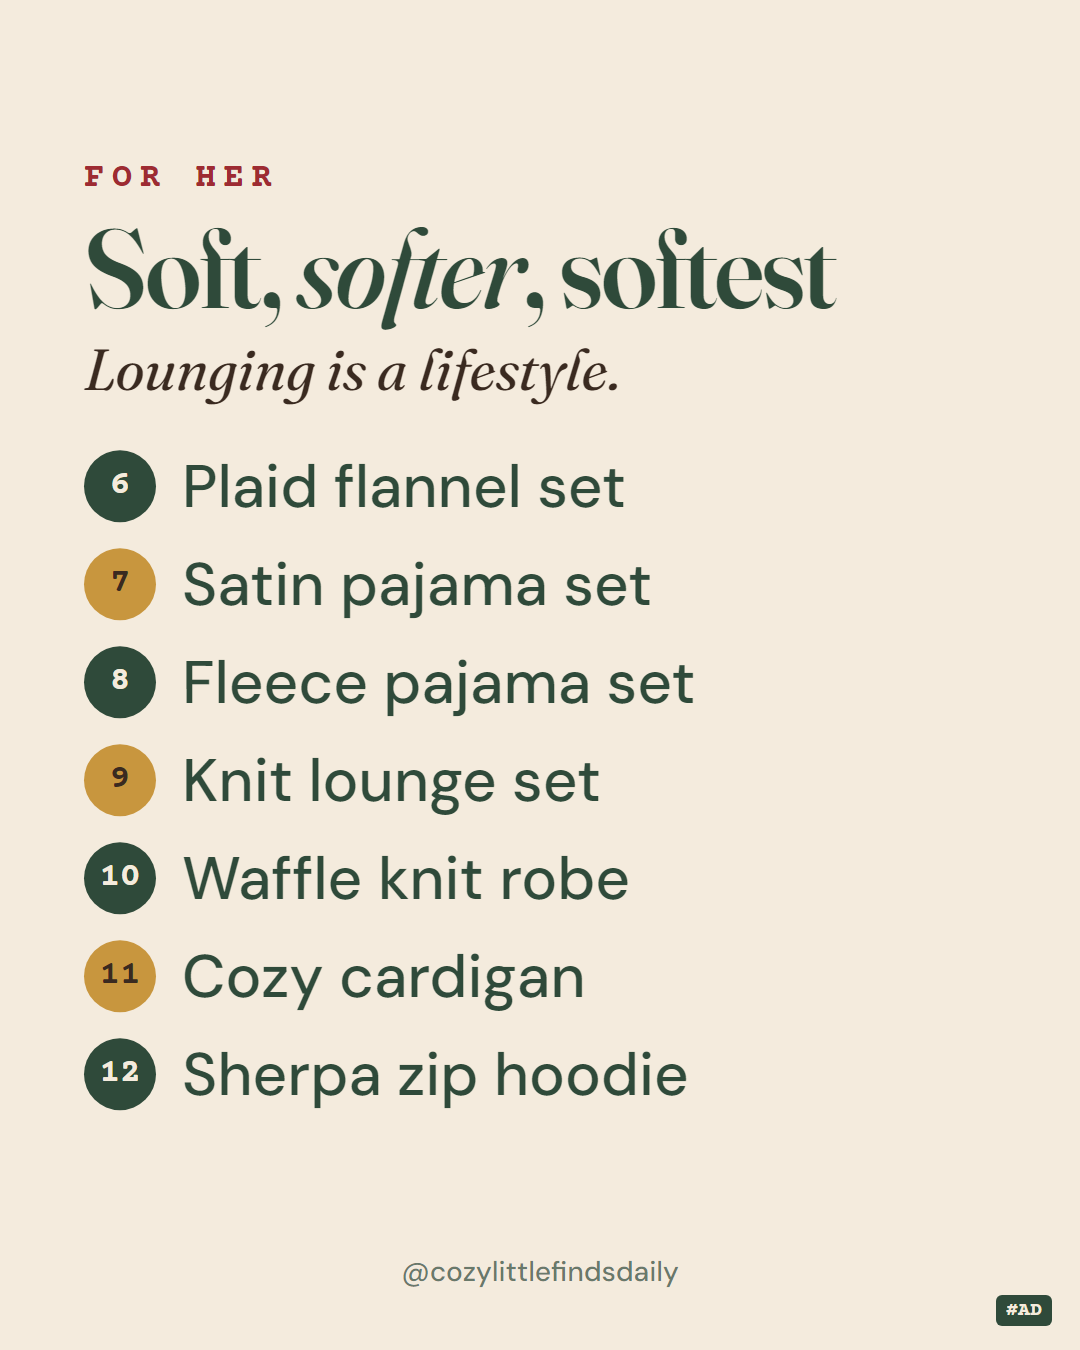 FOR HER
Soft, softer, softest
Lounging is a lifestyle.
6 Plaid flannel set
7 Satin pajama set
8 Fleece pajama set
9 Knit lounge set
10 Waffle knit robe
11 Cozy cardigan
12 Sherpa zip hoodie
@cozylittlefindsdaily
#AD